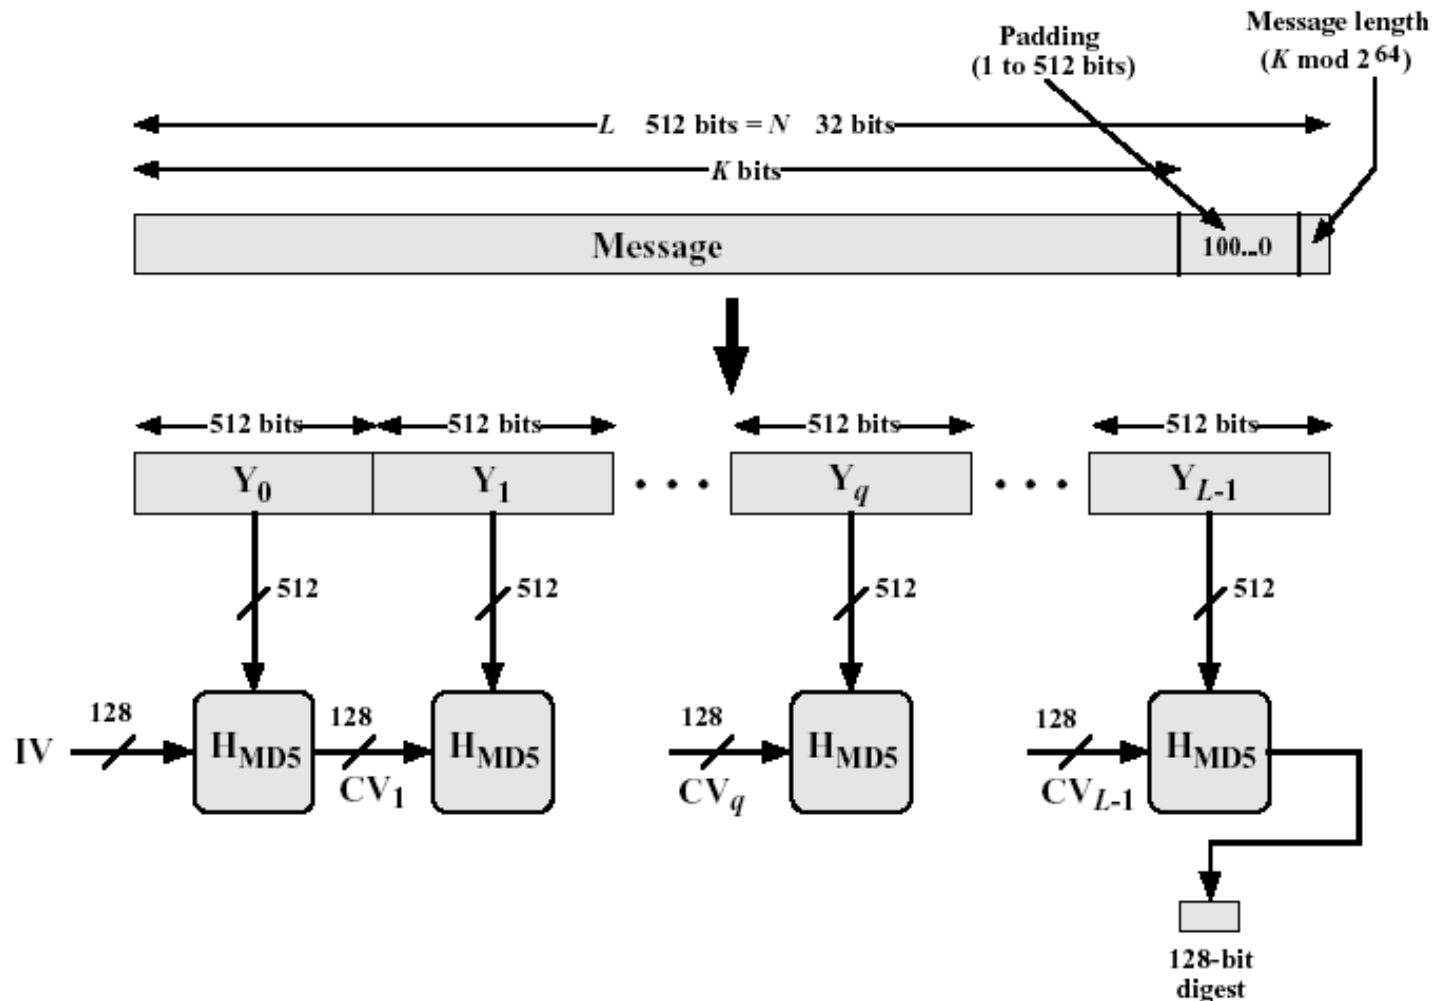 Padding
(1 to 512 bits)
Message length
(K mod 2^64)
L 512 bits = N 32 bits
K bits
Message
100...0
512 bits
512 bits
512 bits
512 bits
Y0
Y1
• • •
Yq
• • •
YL-1
512
512
512
512
IV
128
HMD5
128
CV1
HMD5
128
CVq
HMD5
128
CVL-1
HMD5
128-bit
digest